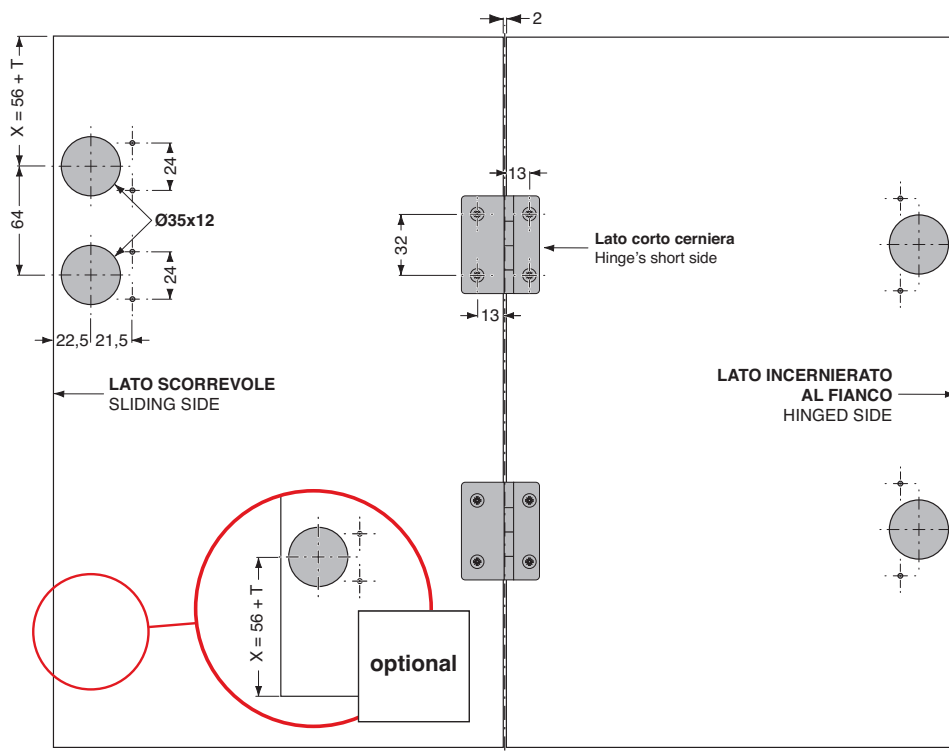 2
X = 56 + T
24
13
64
Ø35x12
32
Lato corto cerniera
Hinge's short side
24
13
22,5
21,5
LATO SCORREVOLE
SLIDING SIDE
LATO INCERNIERATO
AL FIANCO
HINGED SIDE
X = 56 + T
optional